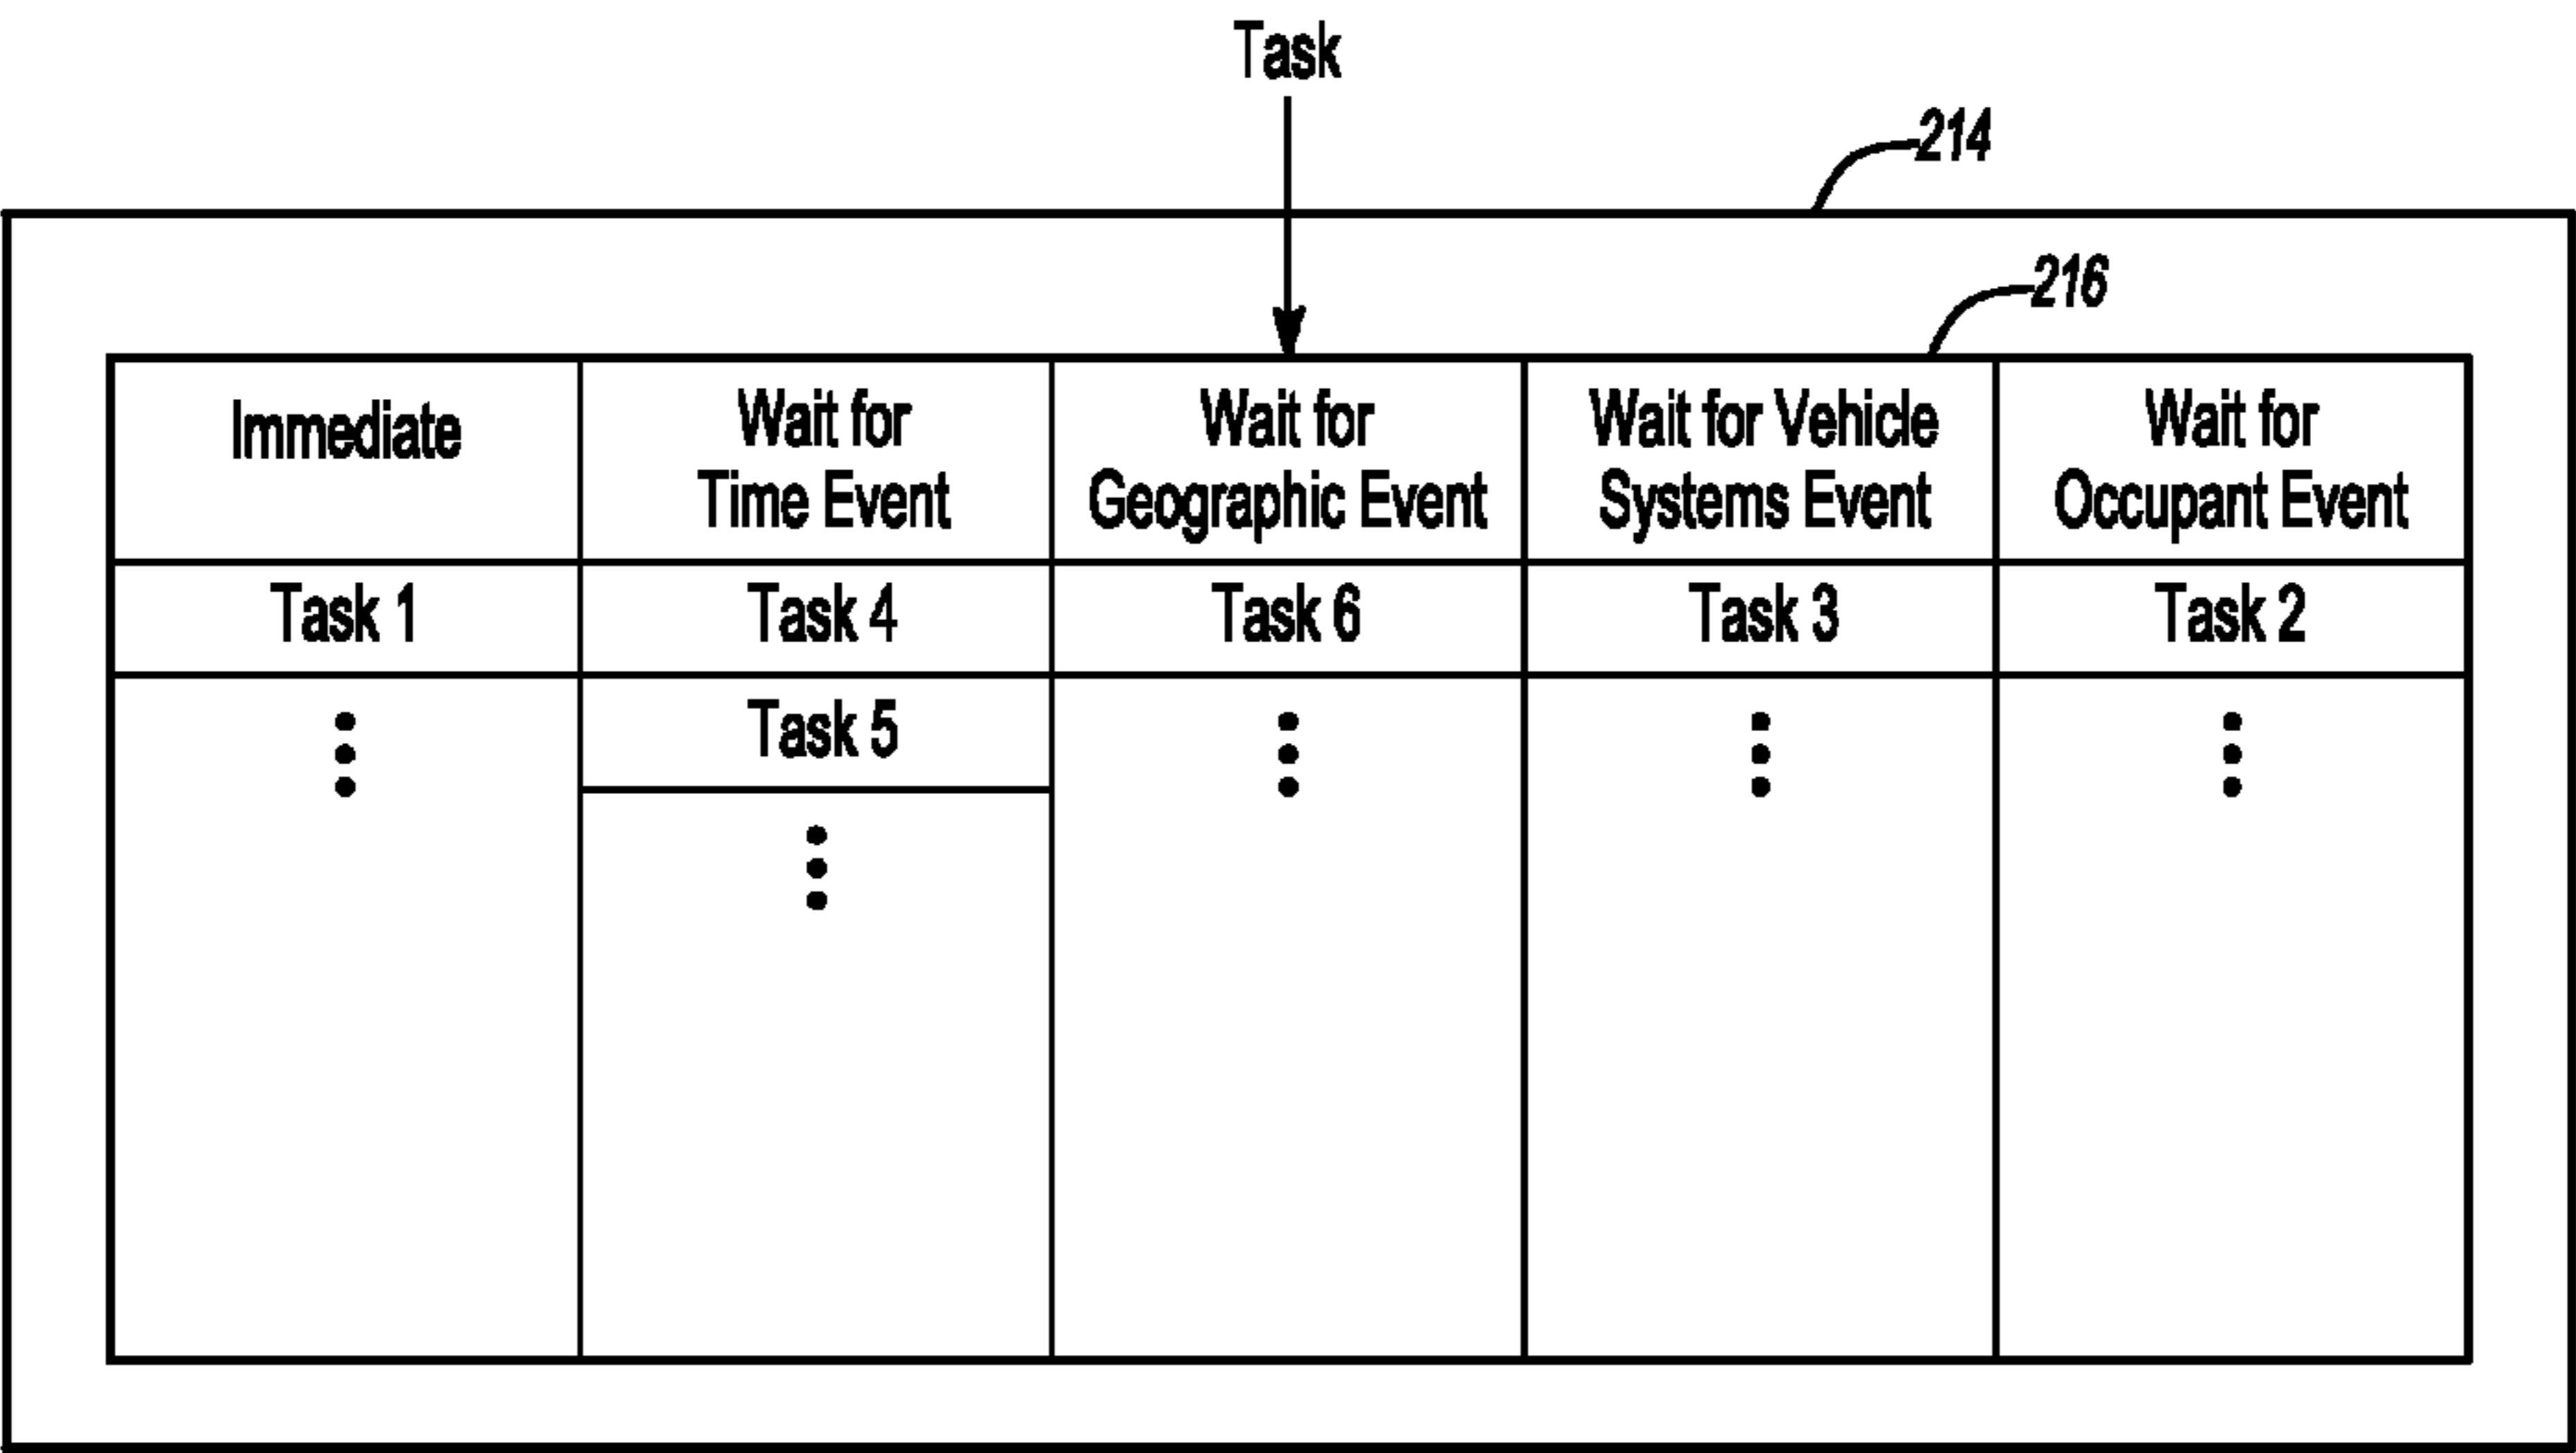 Task
214
216
Immediate
Wait for
Time Event
Wait for
Geographic Event
Wait for Vehicle
Systems Event
Wait for
Occupant Event
Task 1
Task 4
Task 6
Task 3
Task 2
Task 5